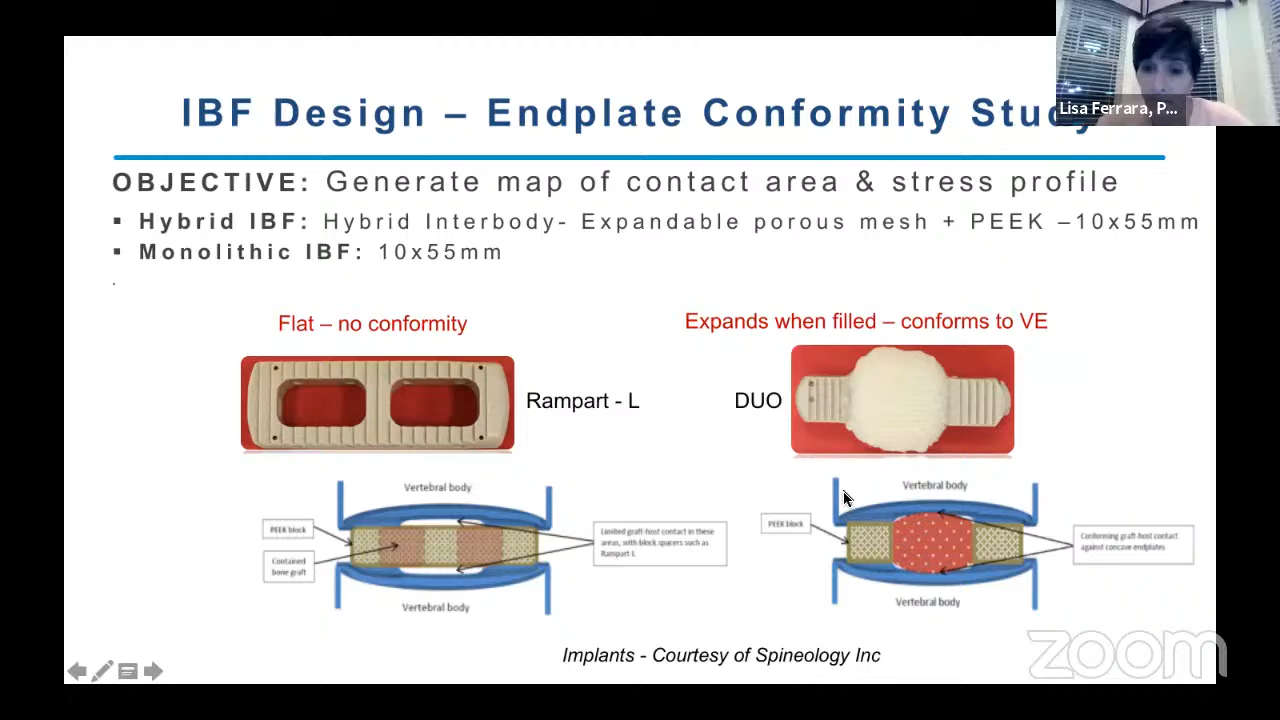 IBF Design – Endplate Conformity Study
Lisa Ferrara, P...
OBJECTIVE: Generate map of contact area & stress profile
▪ Hybrid IBF: Hybrid Interbody- Expandable porous mesh + PEEK –10x55mm
▪ Monolithic IBF: 10x55mm
.
Flat – no conformity
Expands when filled – conforms to VE
Rampart - L
DUO
Vertebral body
PEEK block
Contained
bone graft
Limited graft-host contact in these
areas, with block spacers such as
Rampart L
Vertebral body
Vertebral body
PEEK block
Conforming graft-host contact
against concave endplates
Vertebral body
Implants - Courtesy of Spineology Inc
zoom